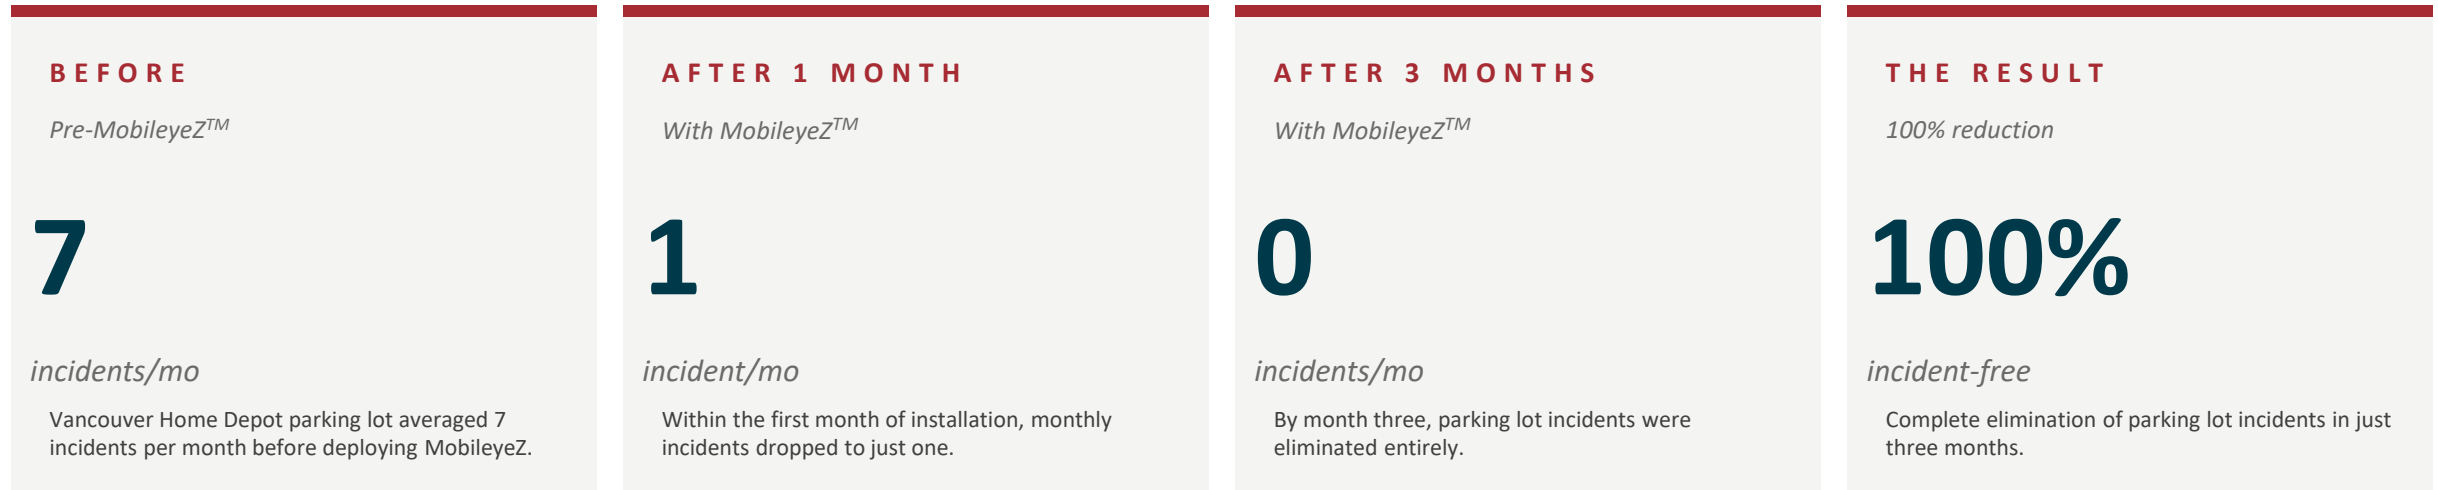 BEFORE
Pre-MobileyeZTM
7
incidents/mo
Vancouver Home Depot parking lot averaged 7
incidents per month before deploying MobileyeZ.
AFTER 1 MONTH
With MobileyeZTM
1
incident/mo
Within the first month of installation, monthly
incidents dropped to just one.
AFTER 3 MONTHS
With MobileyeZTM
0
incidents/mo
By month three, parking lot incidents were
eliminated entirely.
THE RESULT
100% reduction
100%
incident-free
Complete elimination of parking lot incidents in just
three months.